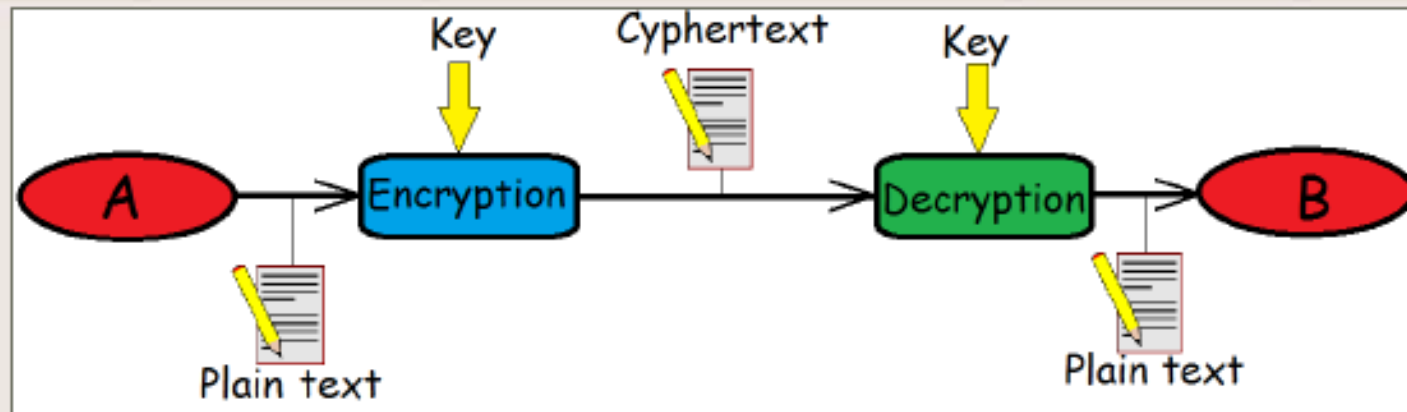 Key
Cyphertext
Key
A
Encryption
Decryption
B
Plain text
Plain text